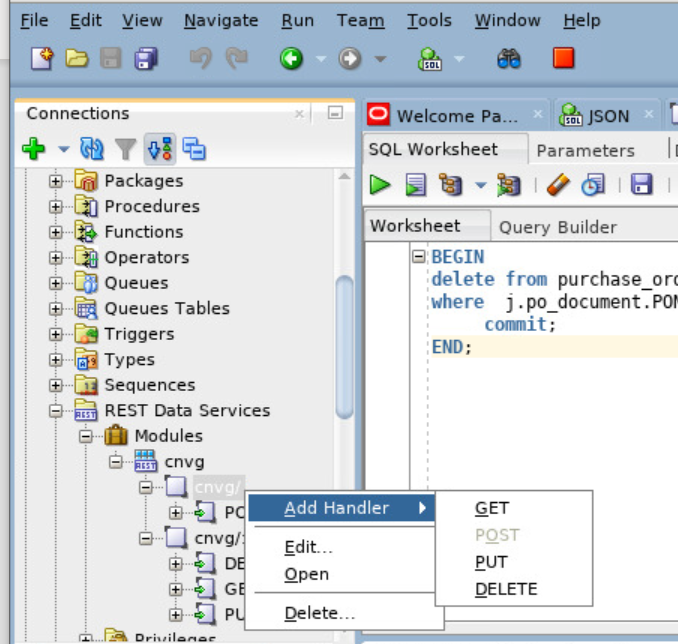 File Edit View Navigate Run Team Tools Window Help
Connections
Welcome Pa...
JSON
SQL Worksheet
Parameters
Worksheet
Query Builder
Packages
Procedures
Functions
Operators
Queues
Queues Tables
Triggers
Types
Sequences
REST Data Services
Modules
cnvg
cnvg/
PO
cnvg/
DE
GE
PU
Privileges
BEGIN
delete from purchase_ord
where j.po_document.PON
commit;
END;
Add Handler
Edit...
Open
Delete...
GET
POST
PUT
DELETE